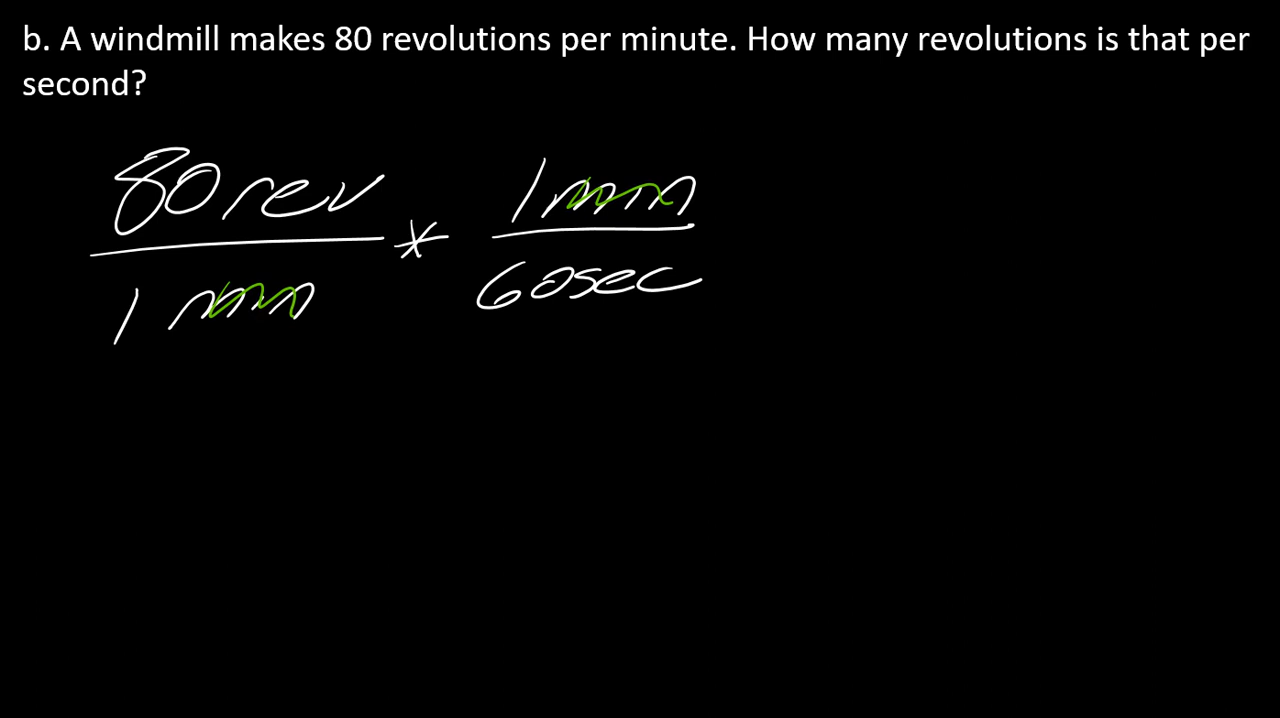 b. A windmill makes 80 revolutions per minute. How many revolutions is that per
second?
80 rev * 1 min
1 min 60 sec